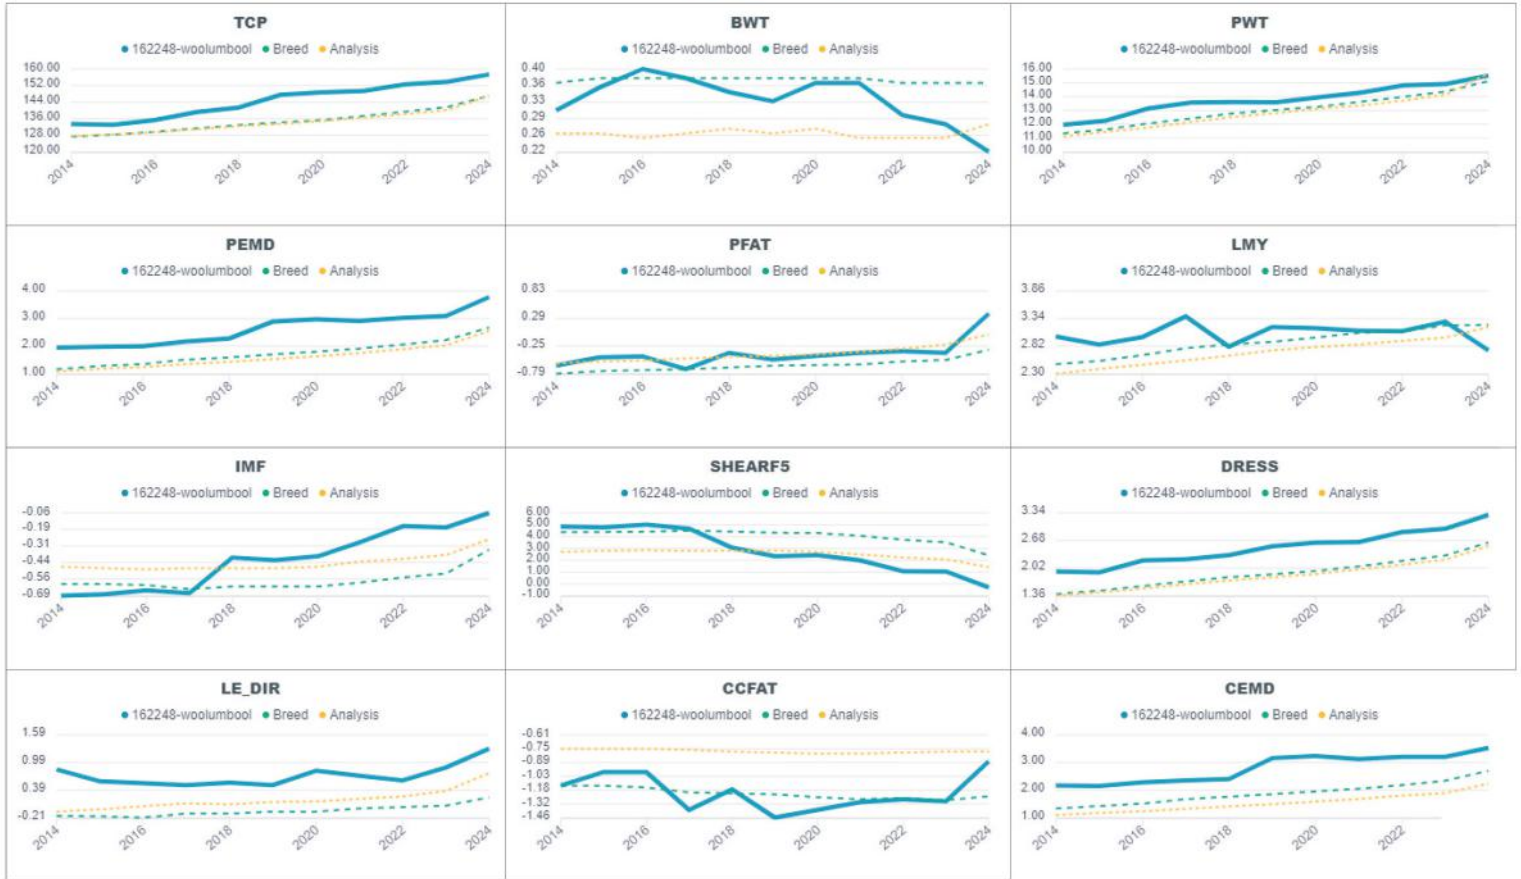 TCP
162248-woolumbool Breed Analysis
160.00
152.00
144.00
136.00
128.00
120.00
2014 2016 2018 2020 2022 2024
BWT
162248-woolumbool Breed Analysis
0.40
0.36
0.33
0.29
0.26
0.22
2014 2016 2018 2020 2022 2024
PWT
162248-woolumbool Breed Analysis
16.00
15.00
14.00
13.00
12.00
11.00
10.00
2014 2016 2018 2020 2022 2024
PEMD
162248-woolumbool Breed Analysis
4.00
3.00
2.00
1.00
2014 2016 2018 2020 2022 2024
PFAT
162248-woolumbool Breed Analysis
0.83
0.29
-0.25
-0.79
2014 2016 2018 2020 2022 2024
LMY
162248-woolumbool Breed Analysis
3.86
3.34
2.82
2.30
2014 2016 2018 2020 2022 2024
IMF
162248-woolumbool Breed Analysis
-0.06
-0.19
-0.31
-0.44
-0.56
-0.69
2014 2016 2018 2020 2022 2024
SHEARF5
162248-woolumbool Breed Analysis
6.00
5.00
4.00
3.00
2.00
1.00
0.00
-1.00
2014 2016 2018 2020 2022 2024
DRESS
162248-woolumbool Breed Analysis
3.34
2.68
2.02
1.36
2014 2016 2018 2020 2022 2024
LE_DIR
162248-woolumbool Breed Analysis
1.59
0.99
0.39
-0.21
2014 2016 2018 2020 2022 2024
CCFAT
162248-woolumbool Breed Analysis
-0.61
-0.75
-0.89
-1.03
-1.18
-1.32
-1.46
2014 2016 2018 2020 2022 2024
CEMD
162248-woolumbool Breed Analysis
4.00
3.00
2.00
1.00
2014 2016 2018 2020 2022